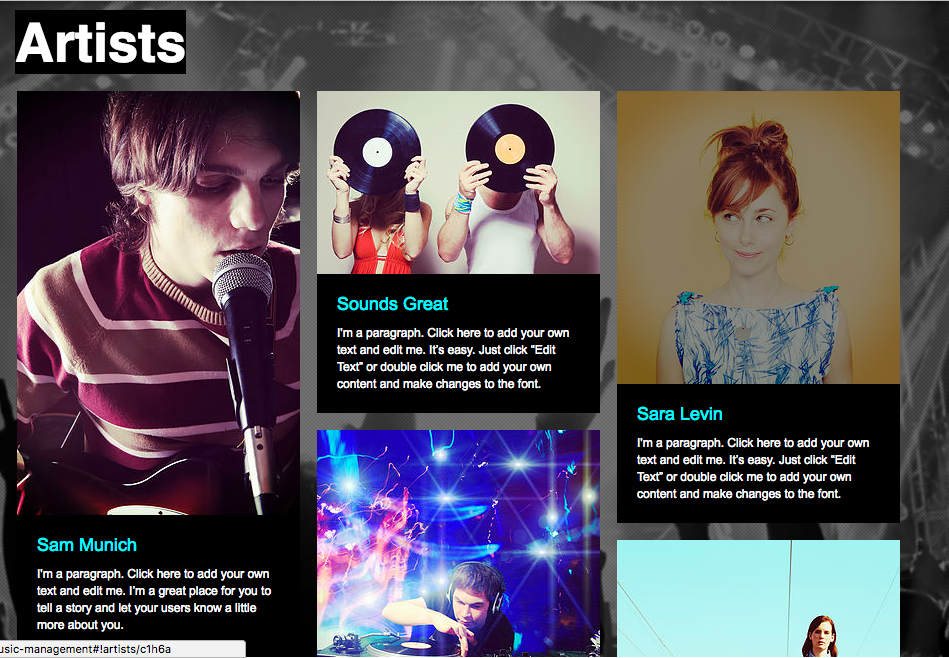 Artists
Sam Munich
I'm a paragraph. Click here to add your own
text and edit me. I'm a great place for you to
tell a story and let your users know a little
more about you.
Sounds Great
I'm a paragraph. Click here to add your own
text and edit me. It's easy. Just click "Edit
Text" or double click me to add your own
content and make changes to the font.
Sara Levin
I'm a paragraph. Click here to add your own
text and edit me. It's easy. Just click "Edit
Text" or double click me to add your own
content and make changes to the font.
usic-management#!artists/c1h6a